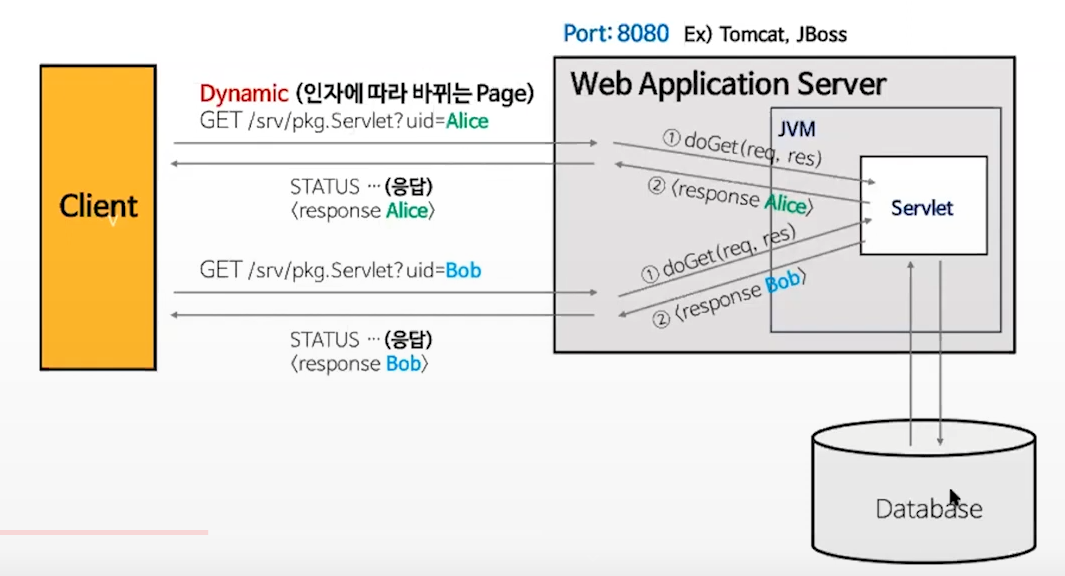 Port: 8080 Ex) Tomcat, JBoss
Web Application Server
Dynamic (인자에 따라 바뀌는 Page)
GET /srv/pkg.Servlet?uid=Alice
STATUS … (응답)
〈response Alice〉
Client
GET /srv/pkg.Servlet?uid=Bob
STATUS … (응답)
〈response Bob〉
JVM
① doGet(req, res)
② 〈response Alice〉
Servlet
① doGet(req, res)
② 〈response Bob〉
Database